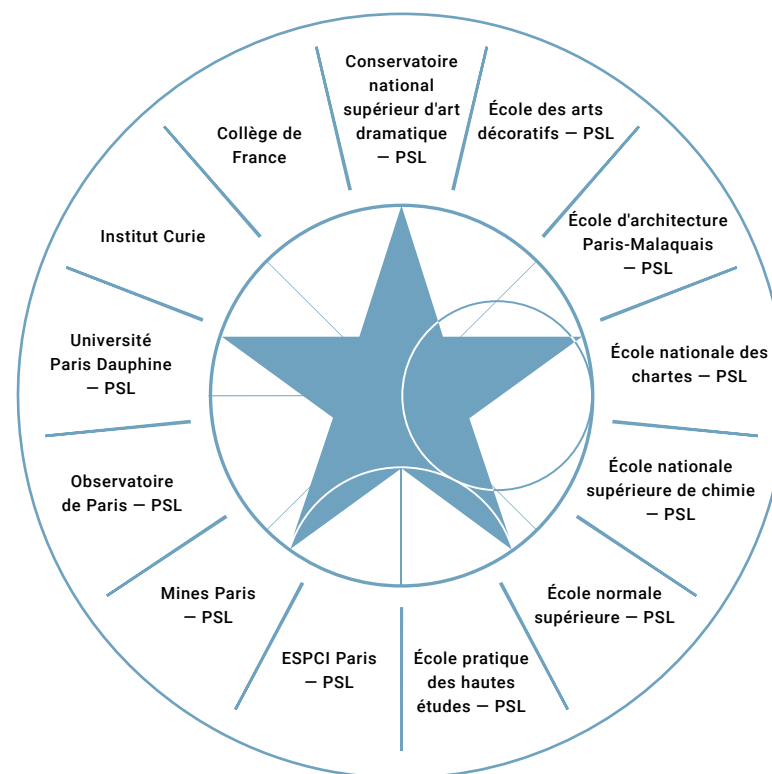 Conservatoire
national
supérieur d'art
dramatique
— PSL
École des arts
décoratifs — PSL
École d'architecture
Paris-Malaquais
— PSL
École nationale des
chartes — PSL
École nationale
supérieure de chimie
— PSL
École normale
supérieure — PSL
École pratique
des hautes
études — PSL
ESPCI Paris
— PSL
Mines Paris
— PSL
Observatoire
de Paris — PSL
Université
Paris Dauphine
— PSL
Institut Curie
Collège de
France